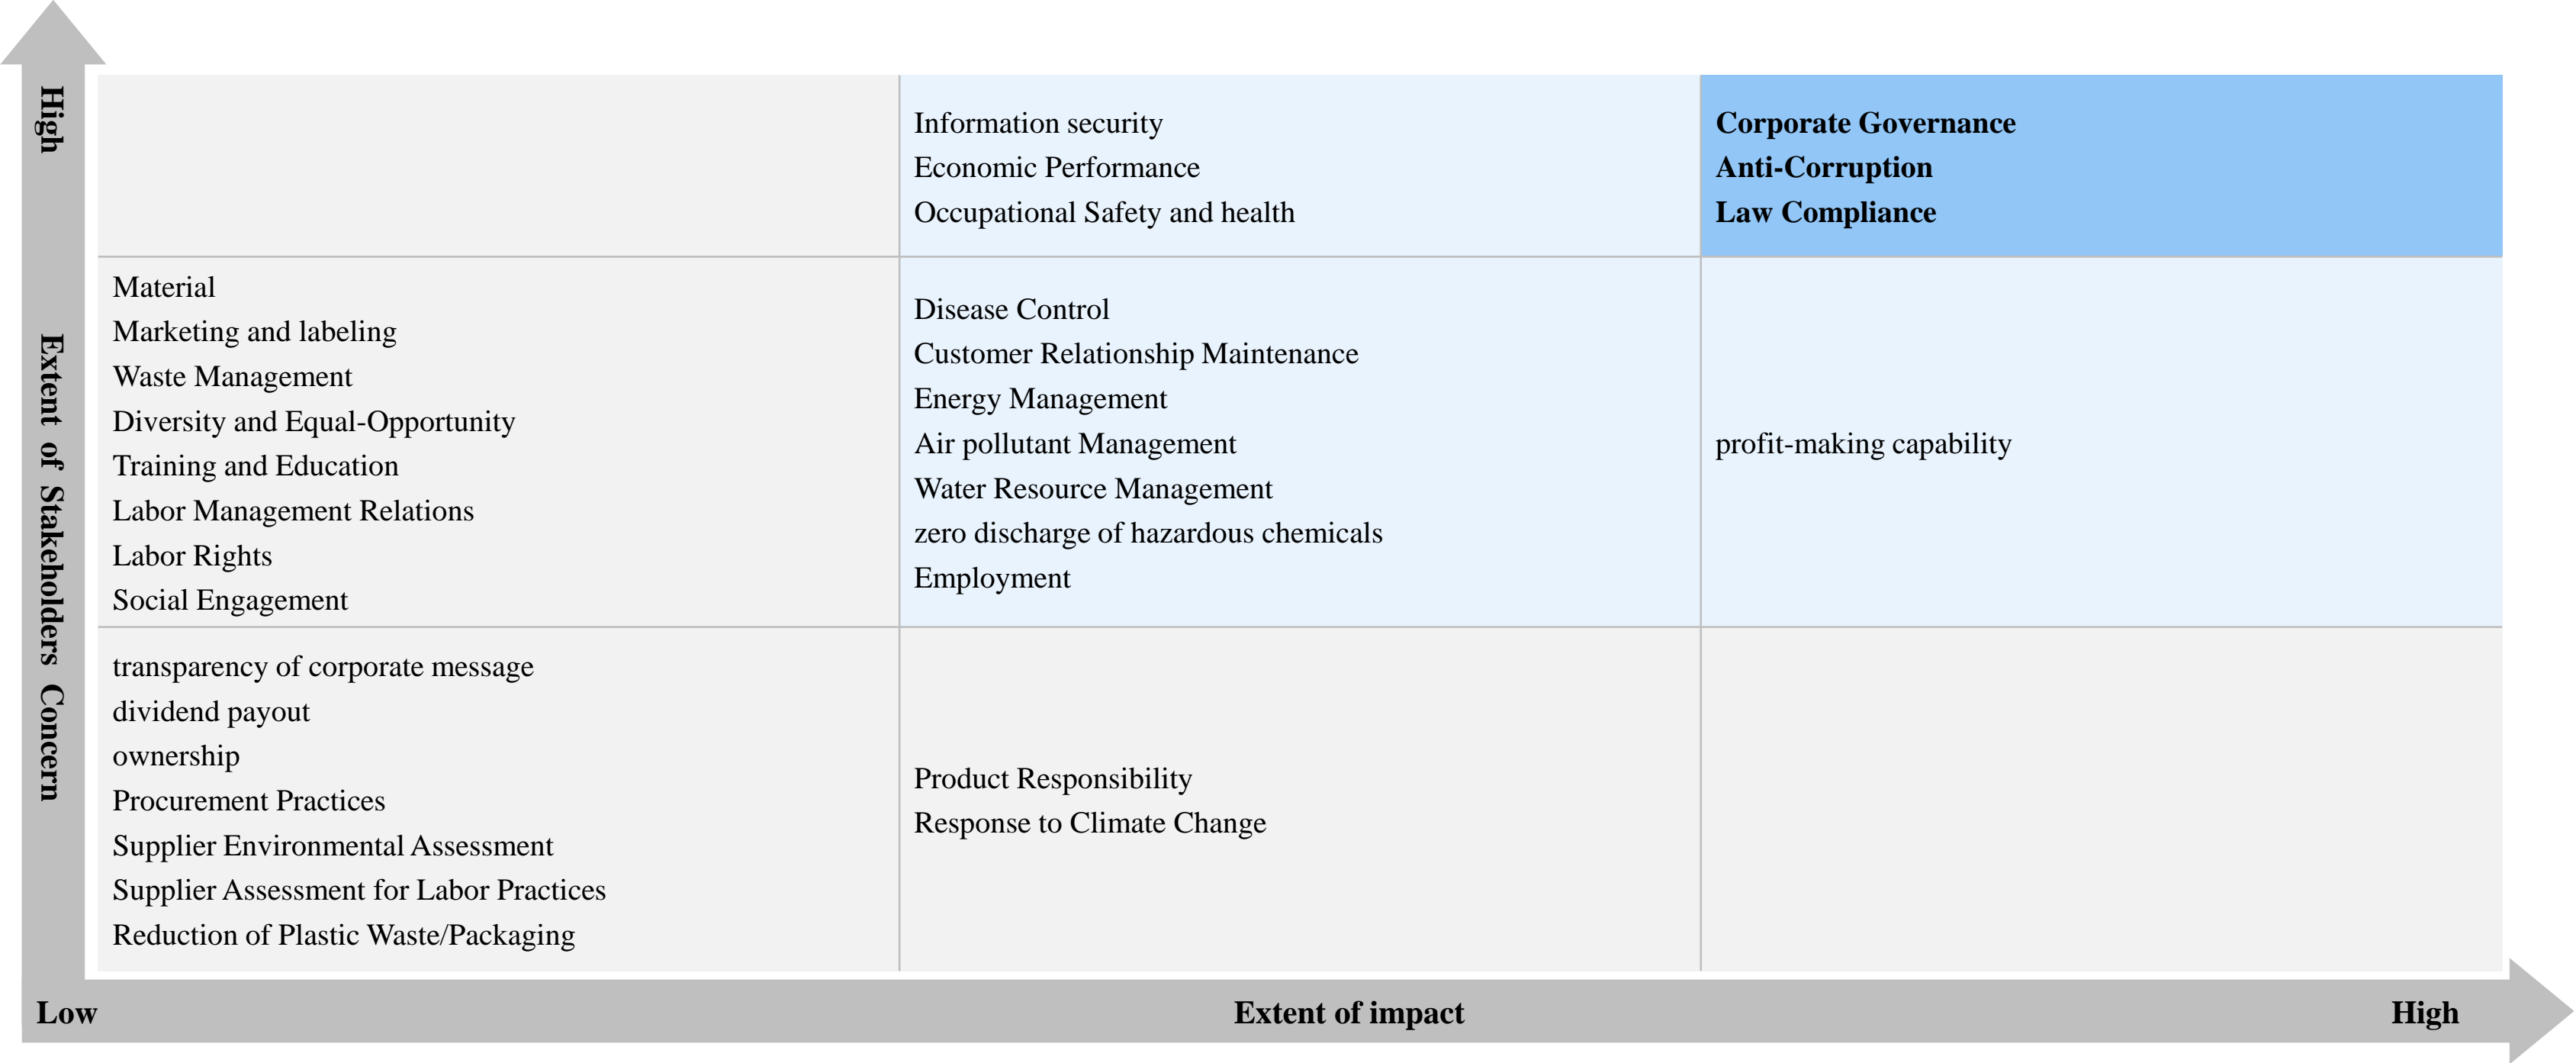 High
Extent of Stakeholders Concern
Information security
Economic Performance
Occupational Safety and health
Corporate Governance
Anti-Corruption
Law Compliance
Material
Marketing and labeling
Waste Management
Diversity and Equal-Opportunity
Training and Education
Labor Management Relations
Labor Rights
Social Engagement
Disease Control
Customer Relationship Maintenance
Energy Management
Air pollutant Management
Water Resource Management
zero discharge of hazardous chemicals
Employment
profit-making capability
transparency of corporate message
dividend payout
ownership
Procurement Practices
Supplier Environmental Assessment
Supplier Assessment for Labor Practices
Reduction of Plastic Waste/Packaging
Product Responsibility
Response to Climate Change
Low
Extent of impact
High